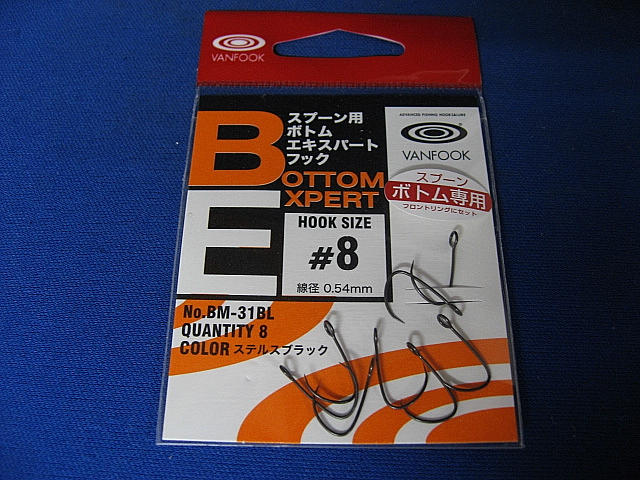 VANFOOK
スプーン用
ボトム
エキスパート
フック
BOTTOM
EXPERT
HOOK SIZE
#8
線径 0.54mm
ADVANCED FISHING HOOKS&LURE
VANFOOK
スプーン
ボトム専用
フロントリングにセット
No.BM-31BL
QUANTITY 8
COLOR ステルスブラック